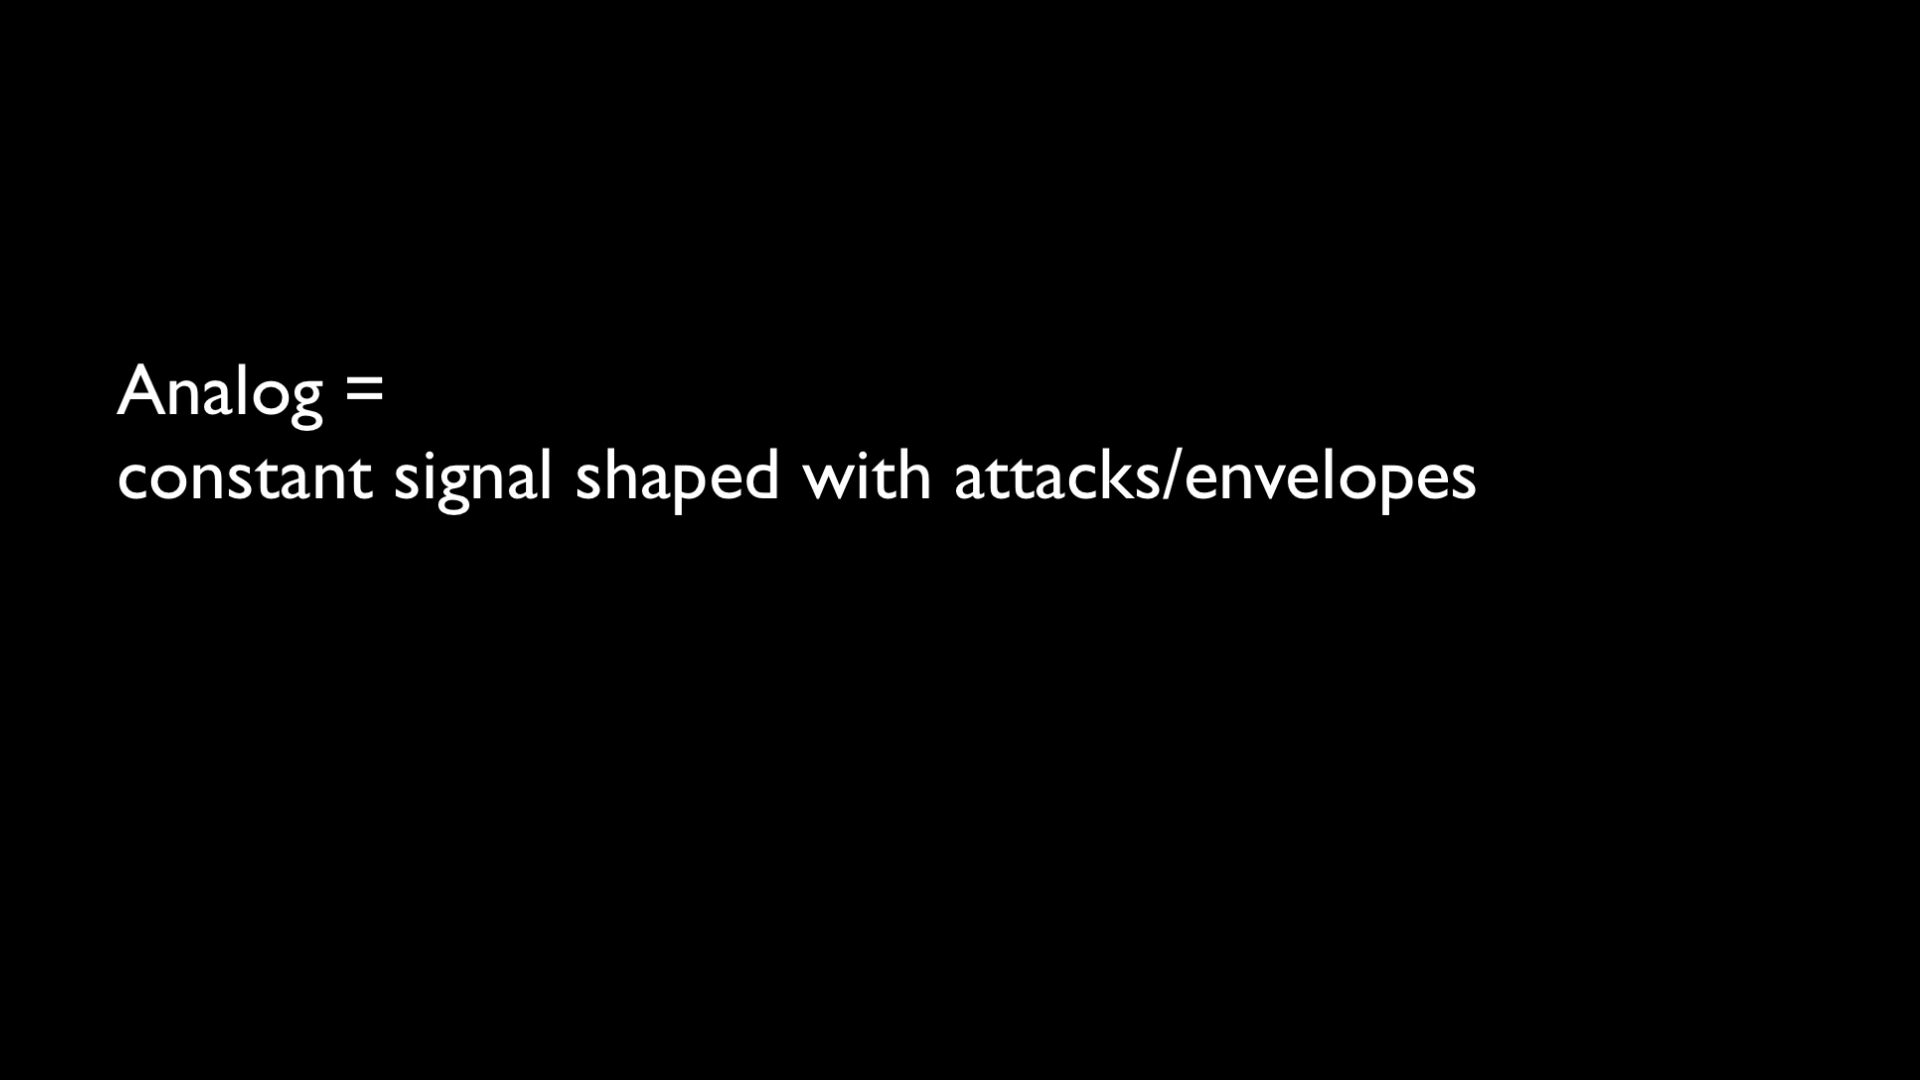 Analog =
constant signal shaped with attacks/envelopes